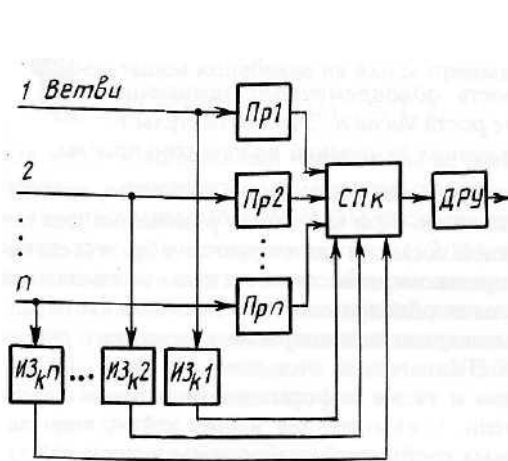 1 Ветви
Пр1
2
Пр2
СПк
ДРУ
п
Прп
ИЗкп ... ИЗк2 ИЗк1